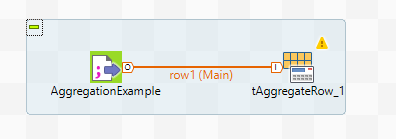 row1 (Main)
AggregationExample
tAggregateRow_1